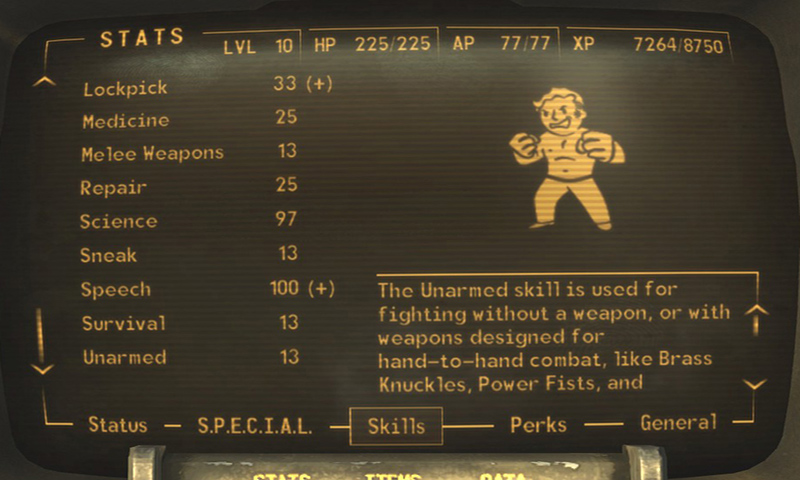 STATS LVL 10 HP 225/225 AP 77/77 XP 7264/8750
Lockpick 33 (+)
Medicine 25
Melee Weapons 13
Repair 25
Science 97
Sneak 13
Speech 100 (+)
Survival 13
Unarmed 13
The Unarmed skill is used for
fighting without a weapon, or with
weapons designed for
hand-to-hand combat, like Brass
Knuckles, Power Fists, and
Status S.P.E.C.I.A.L. Skills Perks General
STATS ITEMS DATA